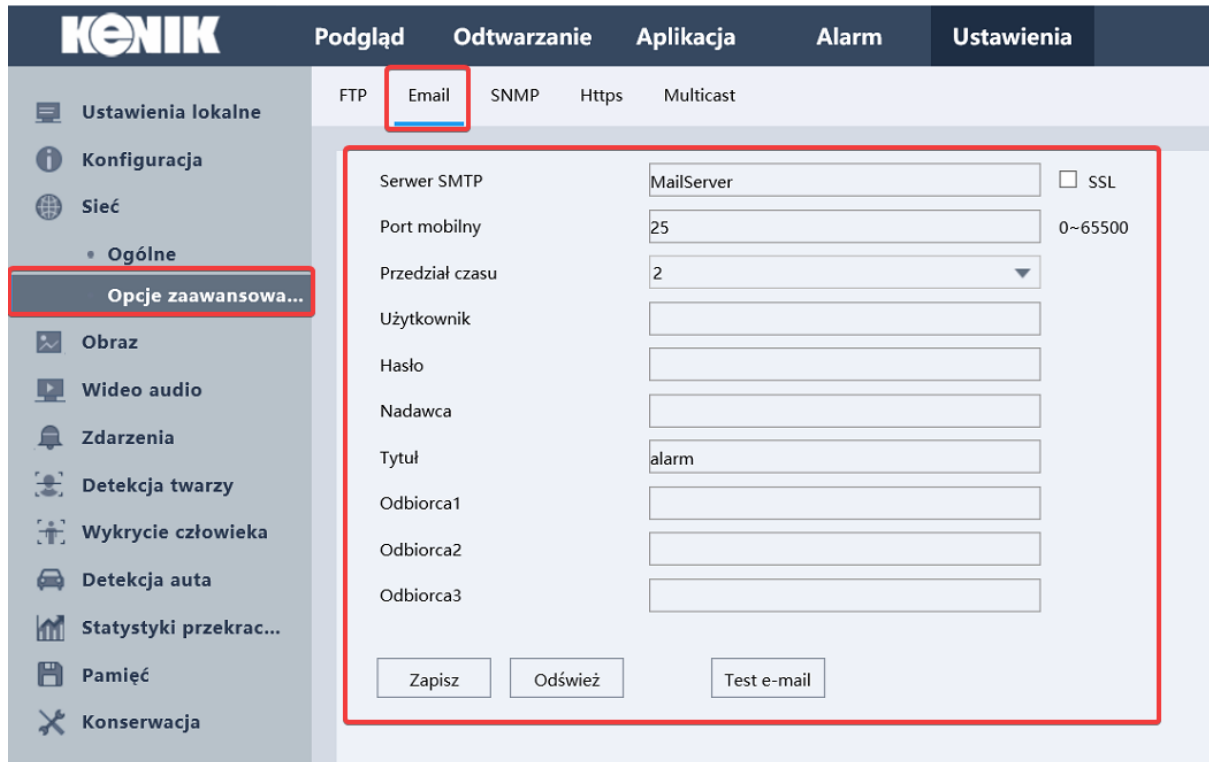 KENIK
Podgląd Odtwarzanie Aplikacja Alarm Ustawienia
FTP Email SNMP Https Multicast
Ustawienia lokalne
Konfiguracja
Sieć
Ogólne
Opcje zaawansowa...
Obraz
Wideo audio
Zdarzenia
Detekcja twarzy
Wykrycie człowieka
Detekcja auta
Statystyki przekrac...
Pamięć
Konserwacja
Serwer SMTP MailServer SSL
Port mobilny 25 0~65500
Przedział czasu 2
Użytkownik
Hasło
Nadawca
Tytuł alarm
Odbiorca1
Odbiorca2
Odbiorca3
Zapisz Odśwież Test e-mail